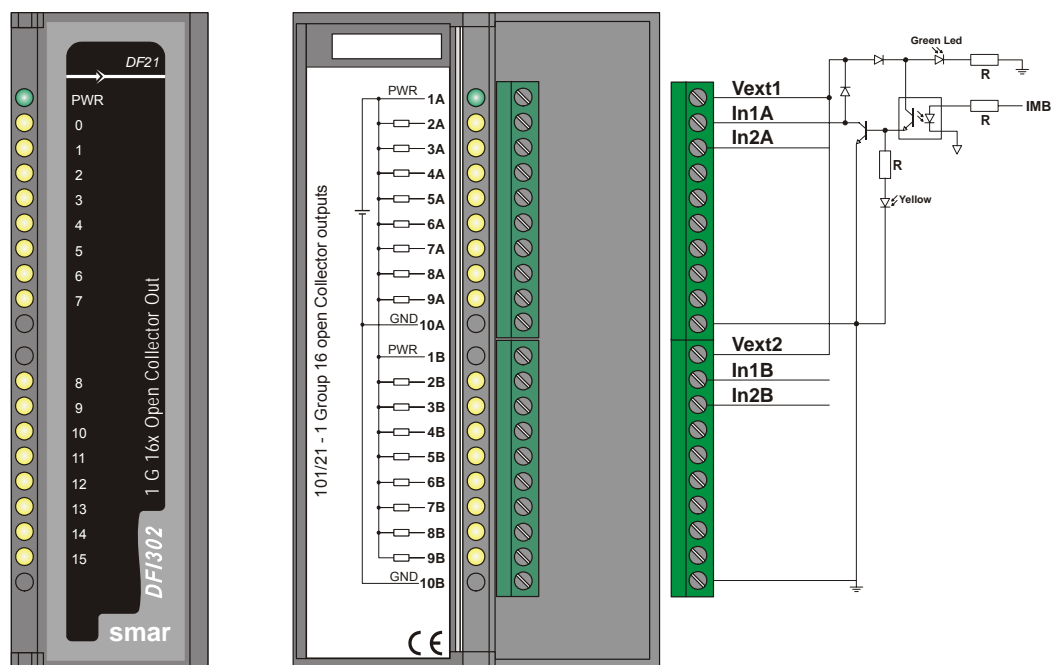 DF21
PWR
0
1
2
3
4
5
6
7
8
9
10
11
12
13
14
15
1 G 16x Open Collector Out
DFI302
smar
101/21 - 1 Group 16 open Collector outputs
PWR 1A
2A
3A
4A
5A
6A
7A
8A
9A
GND 10A
PWR 1B
2B
3B
4B
5B
6B
7B
8B
9B
GND 10B
CE
Vext1
In1A
In2A
Vext2
In1B
In2B
Green Led
R
IMB
R
R
Yellow